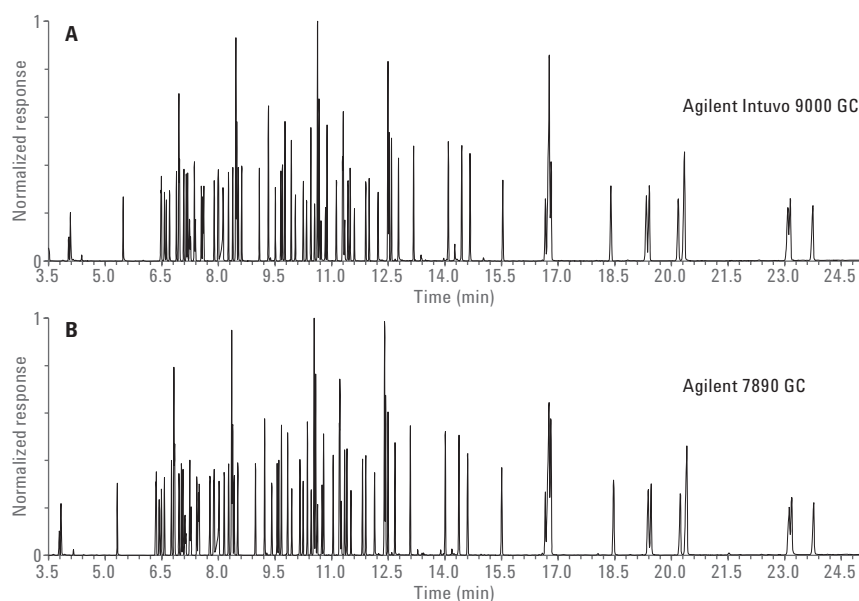 A
Agilent Intuvo 9000 GC
Normalized response
1
0
3.5 5.0 6.5 8.0 9.5 11.0 12.5 14.0 15.5 17.0 18.5 20.0 21.5 23.0 24.5
Time (min)
B
Agilent 7890 GC
Normalized response
1
0
3.5 5.0 6.5 8.0 9.5 11.0 12.5 14.0 15.5 17.0 18.5 20.0 21.5 23.0 24.5
Time (min)